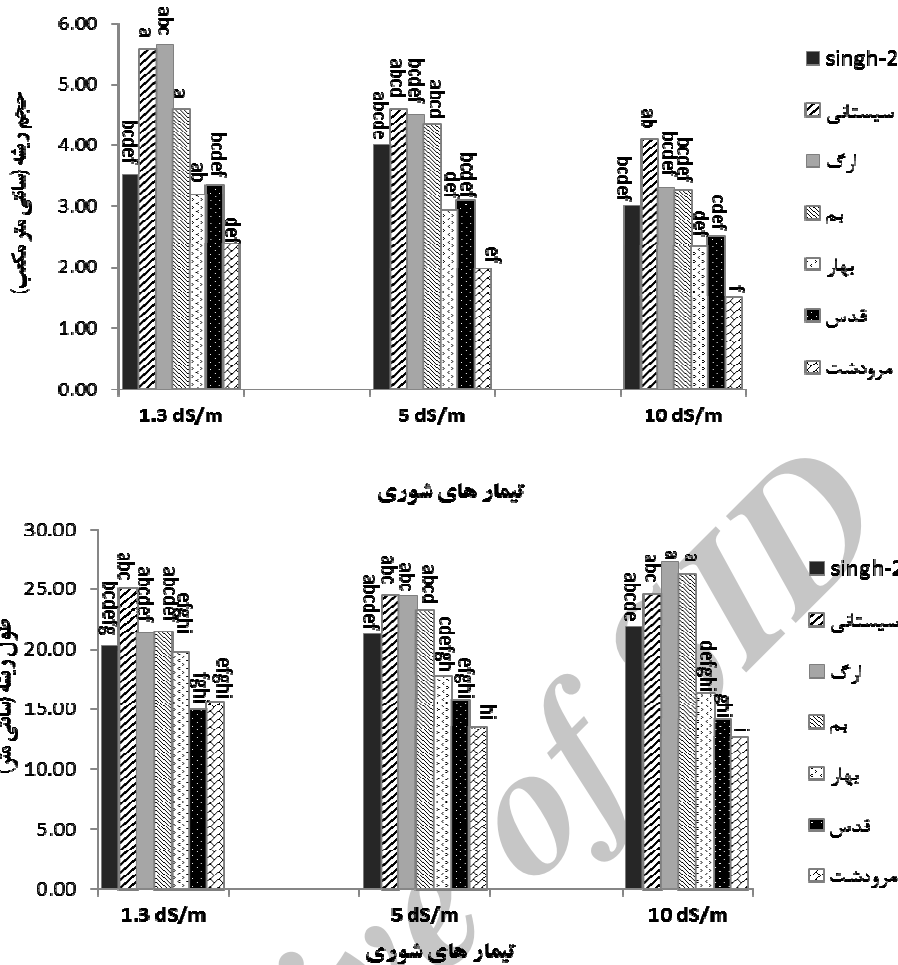 6.00
5.00
4.00
3.00
2.00
1.00
0.00
حجم ریشه (سانتی متر مکعب)
bcdef
a
abc
a
ab
bcdef
def
abcde
abcd
bcdef
abcd
def
bcdef
ef
bcdef
ab
bcdef
bcdef
def
cdef
f
1.3 dS/m
5 dS/m
10 dS/m
تیمار های شوری
singh-2
سیستانی
ارگ
بم
بهار
قدس
مرودشت
30.00
25.00
20.00
15.00
10.00
5.00
0.00
طول ریشه (سانتی متر)
bcdefg
abc
abcdef
abcdef
efghi
fghi
efghi
abcdef
abc
abc
abcd
cdefgh
efghi
hi
abcde
abc
a
a
defghi
ghi
i
1.3 dS/m
5 dS/m
10 dS/m
تیمار های شوری
singh-2
سیستانی
ارگ
بم
بهار
قدس
مرودشت
ive of SID